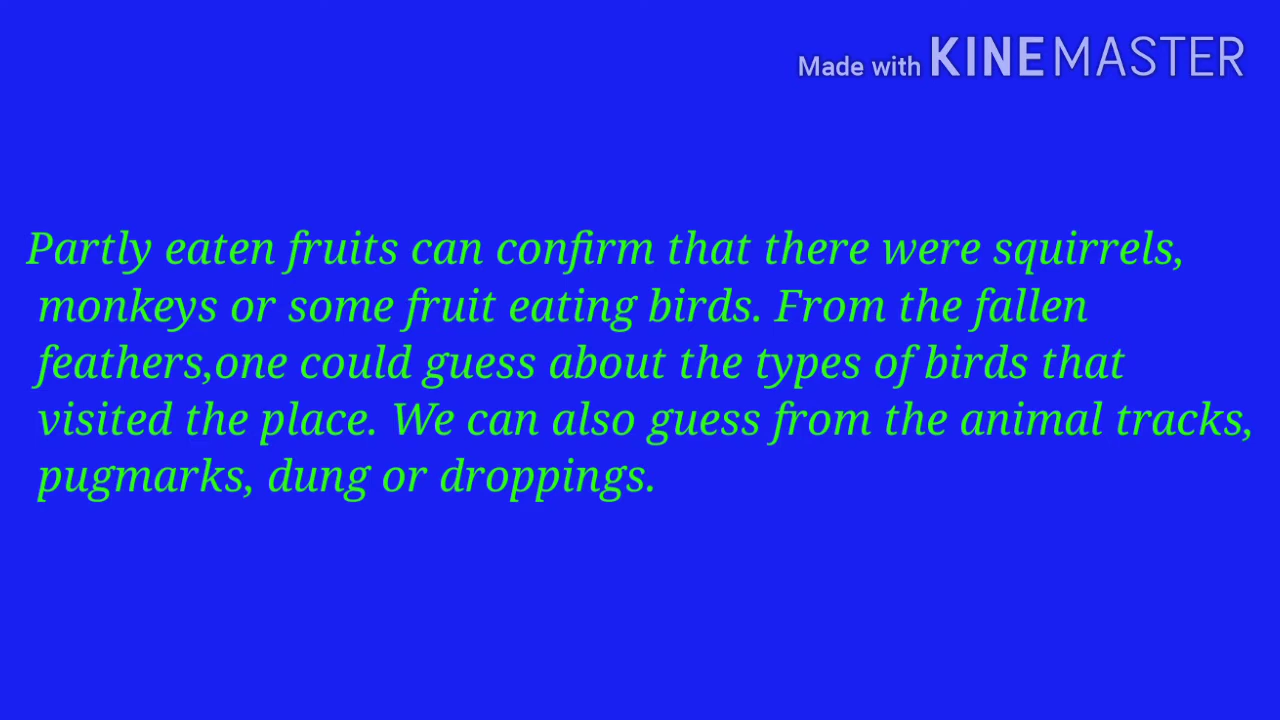 Made with KINEMASTER
Partly eaten fruits can confirm that there were squirrels,
monkeys or some fruit eating birds. From the fallen
feathers,one could guess about the types of birds that
visited the place. We can also guess from the animal tracks,
pugmarks, dung or droppings.